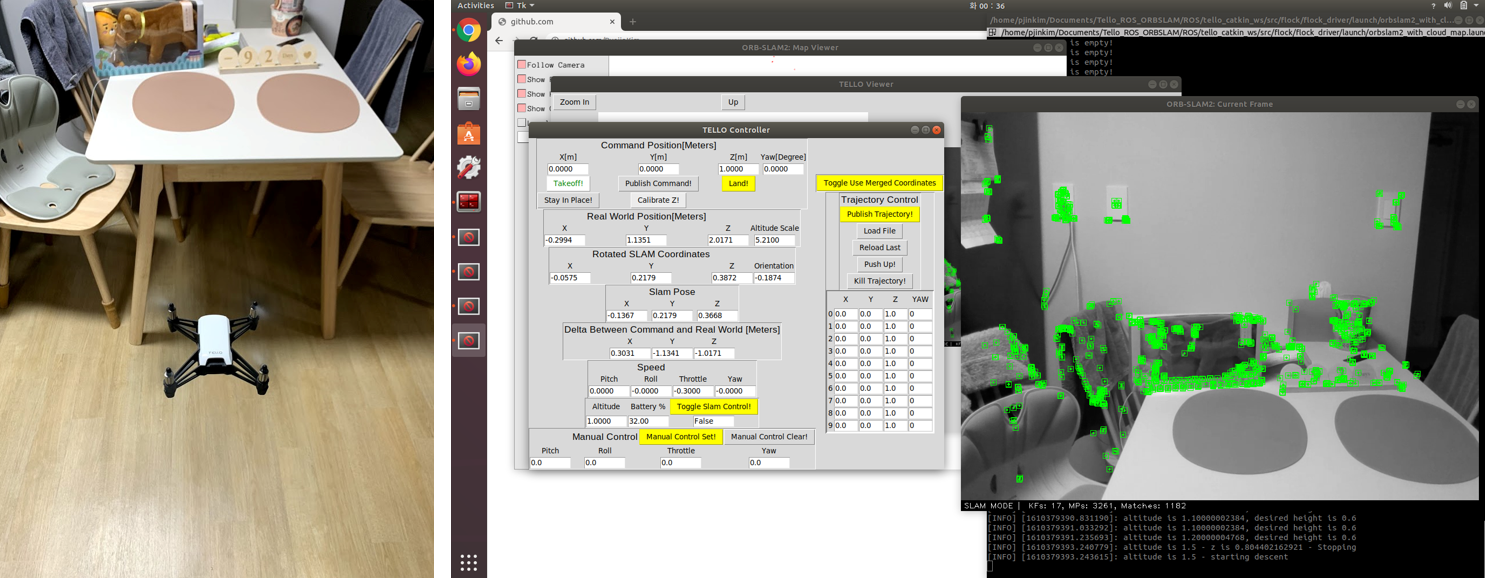 9 2
TELLO
Activities
Tk
화 00 : 36
github.com
ORB-SLAM2: Map Viewer
/home/pjinkim/Documents/Tello_ROS_ORBSLAM/ROS/tello_catkin_ws/src/flock/flock_driver/launch/orbslam2_with_c...
/home/pjinkim/Documents/Tello_ROS_ORBSLAM/ROS/tello_catkin_ws/src/flock/flock_driver/launch/orbslam2_with_cloud_map.laun
is empty!
is empty!
is empty!
is empty!
Follow Camera
Show
Show
Show
TELLO Viewer
Zoom In
Up
TELLO Controller
Command Position[Meters]
X[m] Y[m] Z[m] Yaw[Degree]
0.0000 0.0000 1.0000 0.0000
Takeoff! Publish Command! Land!
Stay In Place! Calibrate Z!
Real World Position[Meters]
X Y Z Altitude Scale
-0.2994 1.1351 2.0171 5.2100
Rotated SLAM Coordinates
X Y Z Orientation
-0.0575 0.2179 0.3872 -0.1874
Slam Pose
X Y Z
-0.1367 0.2179 0.3668
Delta Between Command and Real World [Meters]
X Y Z
0.3031 -1.1341 -1.0171
Speed
Pitch Roll Throttle Yaw
0.0000 -0.0000 -0.3000 -0.0000
Altitude Battery % Toggle Slam Control!
1.0000 32.00 False
Manual Control Manual Control Set! Manual Control Clear!
Pitch Roll Throttle Yaw
0.0 0.0 0.0 0.0
Toggle Use Merged Coordinates
Trajectory Control
Publish Trajectory!
Load File
Reload Last
Push Up!
Kill Trajectory!
X Y Z YAW
0 0.0 0.0 1.0 0
1 0.0 0.0 1.0 0
2 0.0 0.0 1.0 0
3 0.0 0.0 1.0 0
4 0.0 0.0 1.0 0
5 0.0 0.0 1.0 0
6 0.0 0.0 1.0 0
7 0.0 0.0 1.0 0
8 0.0 0.0 1.0 0
9 0.0 0.0 1.0 0
ORB-SLAM2: Current Frame
SLAM MODE | KFs: 17, MPs: 3261, Matches: 1182
[INFO] [1610379390.831190]: altitude is 1.10000002384, desired height is 0.6
[INFO] [1610379391.033292]: altitude is 1.10000002384, desired height is 0.6
[INFO] [1610379391.235693]: altitude is 1.20000004768, desired height is 0.6
[INFO] [1610379393.240779]: altitude is 1.5 - z is 0.804402162921 - Stopping
[INFO] [1610379393.243615]: altitude is 1.5 - starting descent